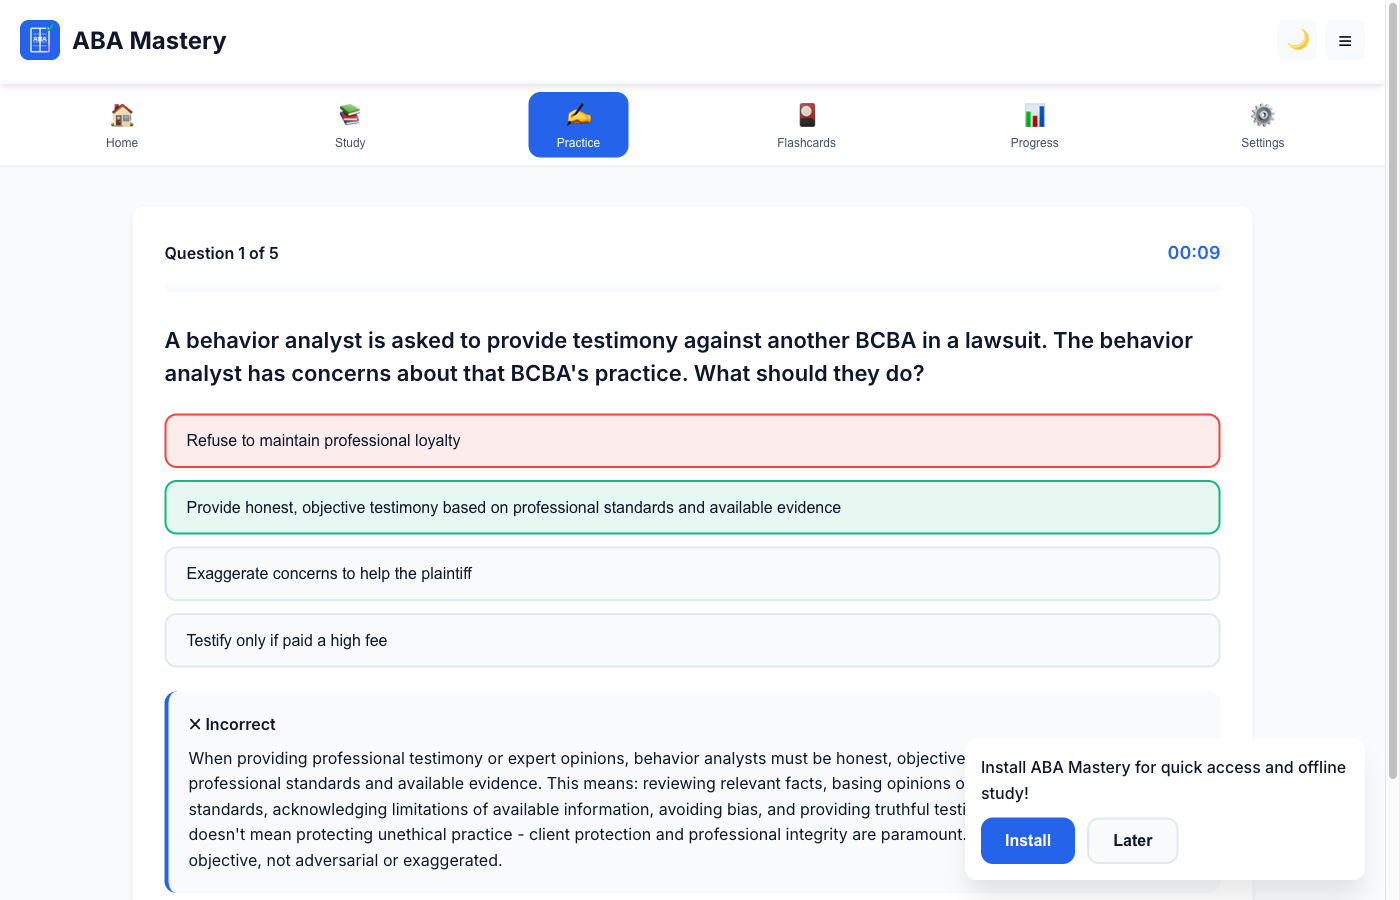 ABA Mastery
Home
Study
Practice
Flashcards
Progress
Settings
Question 1 of 5
00:09
A behavior analyst is asked to provide testimony against another BCBA in a lawsuit. The behavior
analyst has concerns about that BCBA's practice. What should they do?
Refuse to maintain professional loyalty
Provide honest, objective testimony based on professional standards and available evidence
Exaggerate concerns to help the plaintiff
Testify only if paid a high fee
✕ Incorrect
When providing professional testimony or expert opinions, behavior analysts must be honest, objective
professional standards and available evidence. This means: reviewing relevant facts, basing opinions
standards, acknowledging limitations of available information, avoiding bias, and providing truthful
doesn't mean protecting unethical practice - client protection and professional integrity are paramount.
objective, not adversarial or exaggerated.
Install ABA Mastery for quick access and offline
study!
Install
Later